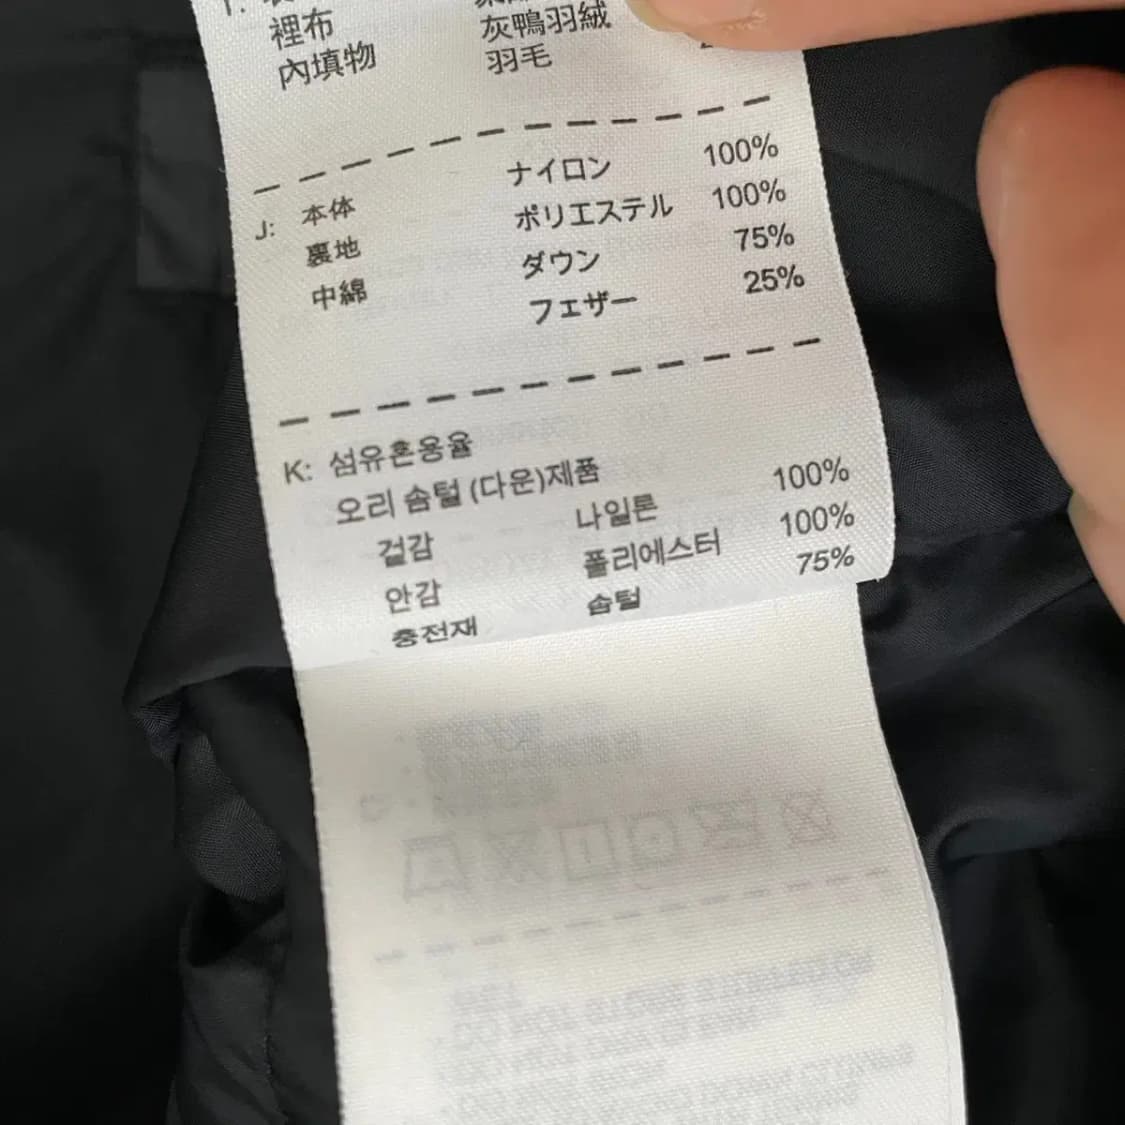 裡布 灰鴨羽絨
內填物 羽毛
J: 本体 ナイロン 100%
裏地 ポリエステル 100%
中綿 ダウン 75%
フェザー 25%
K: 섬유혼용율
오리 솜털 (다운)제품
겉감 나일론 100%
안감 폴리에스터 100%
충전재 솜털 75%